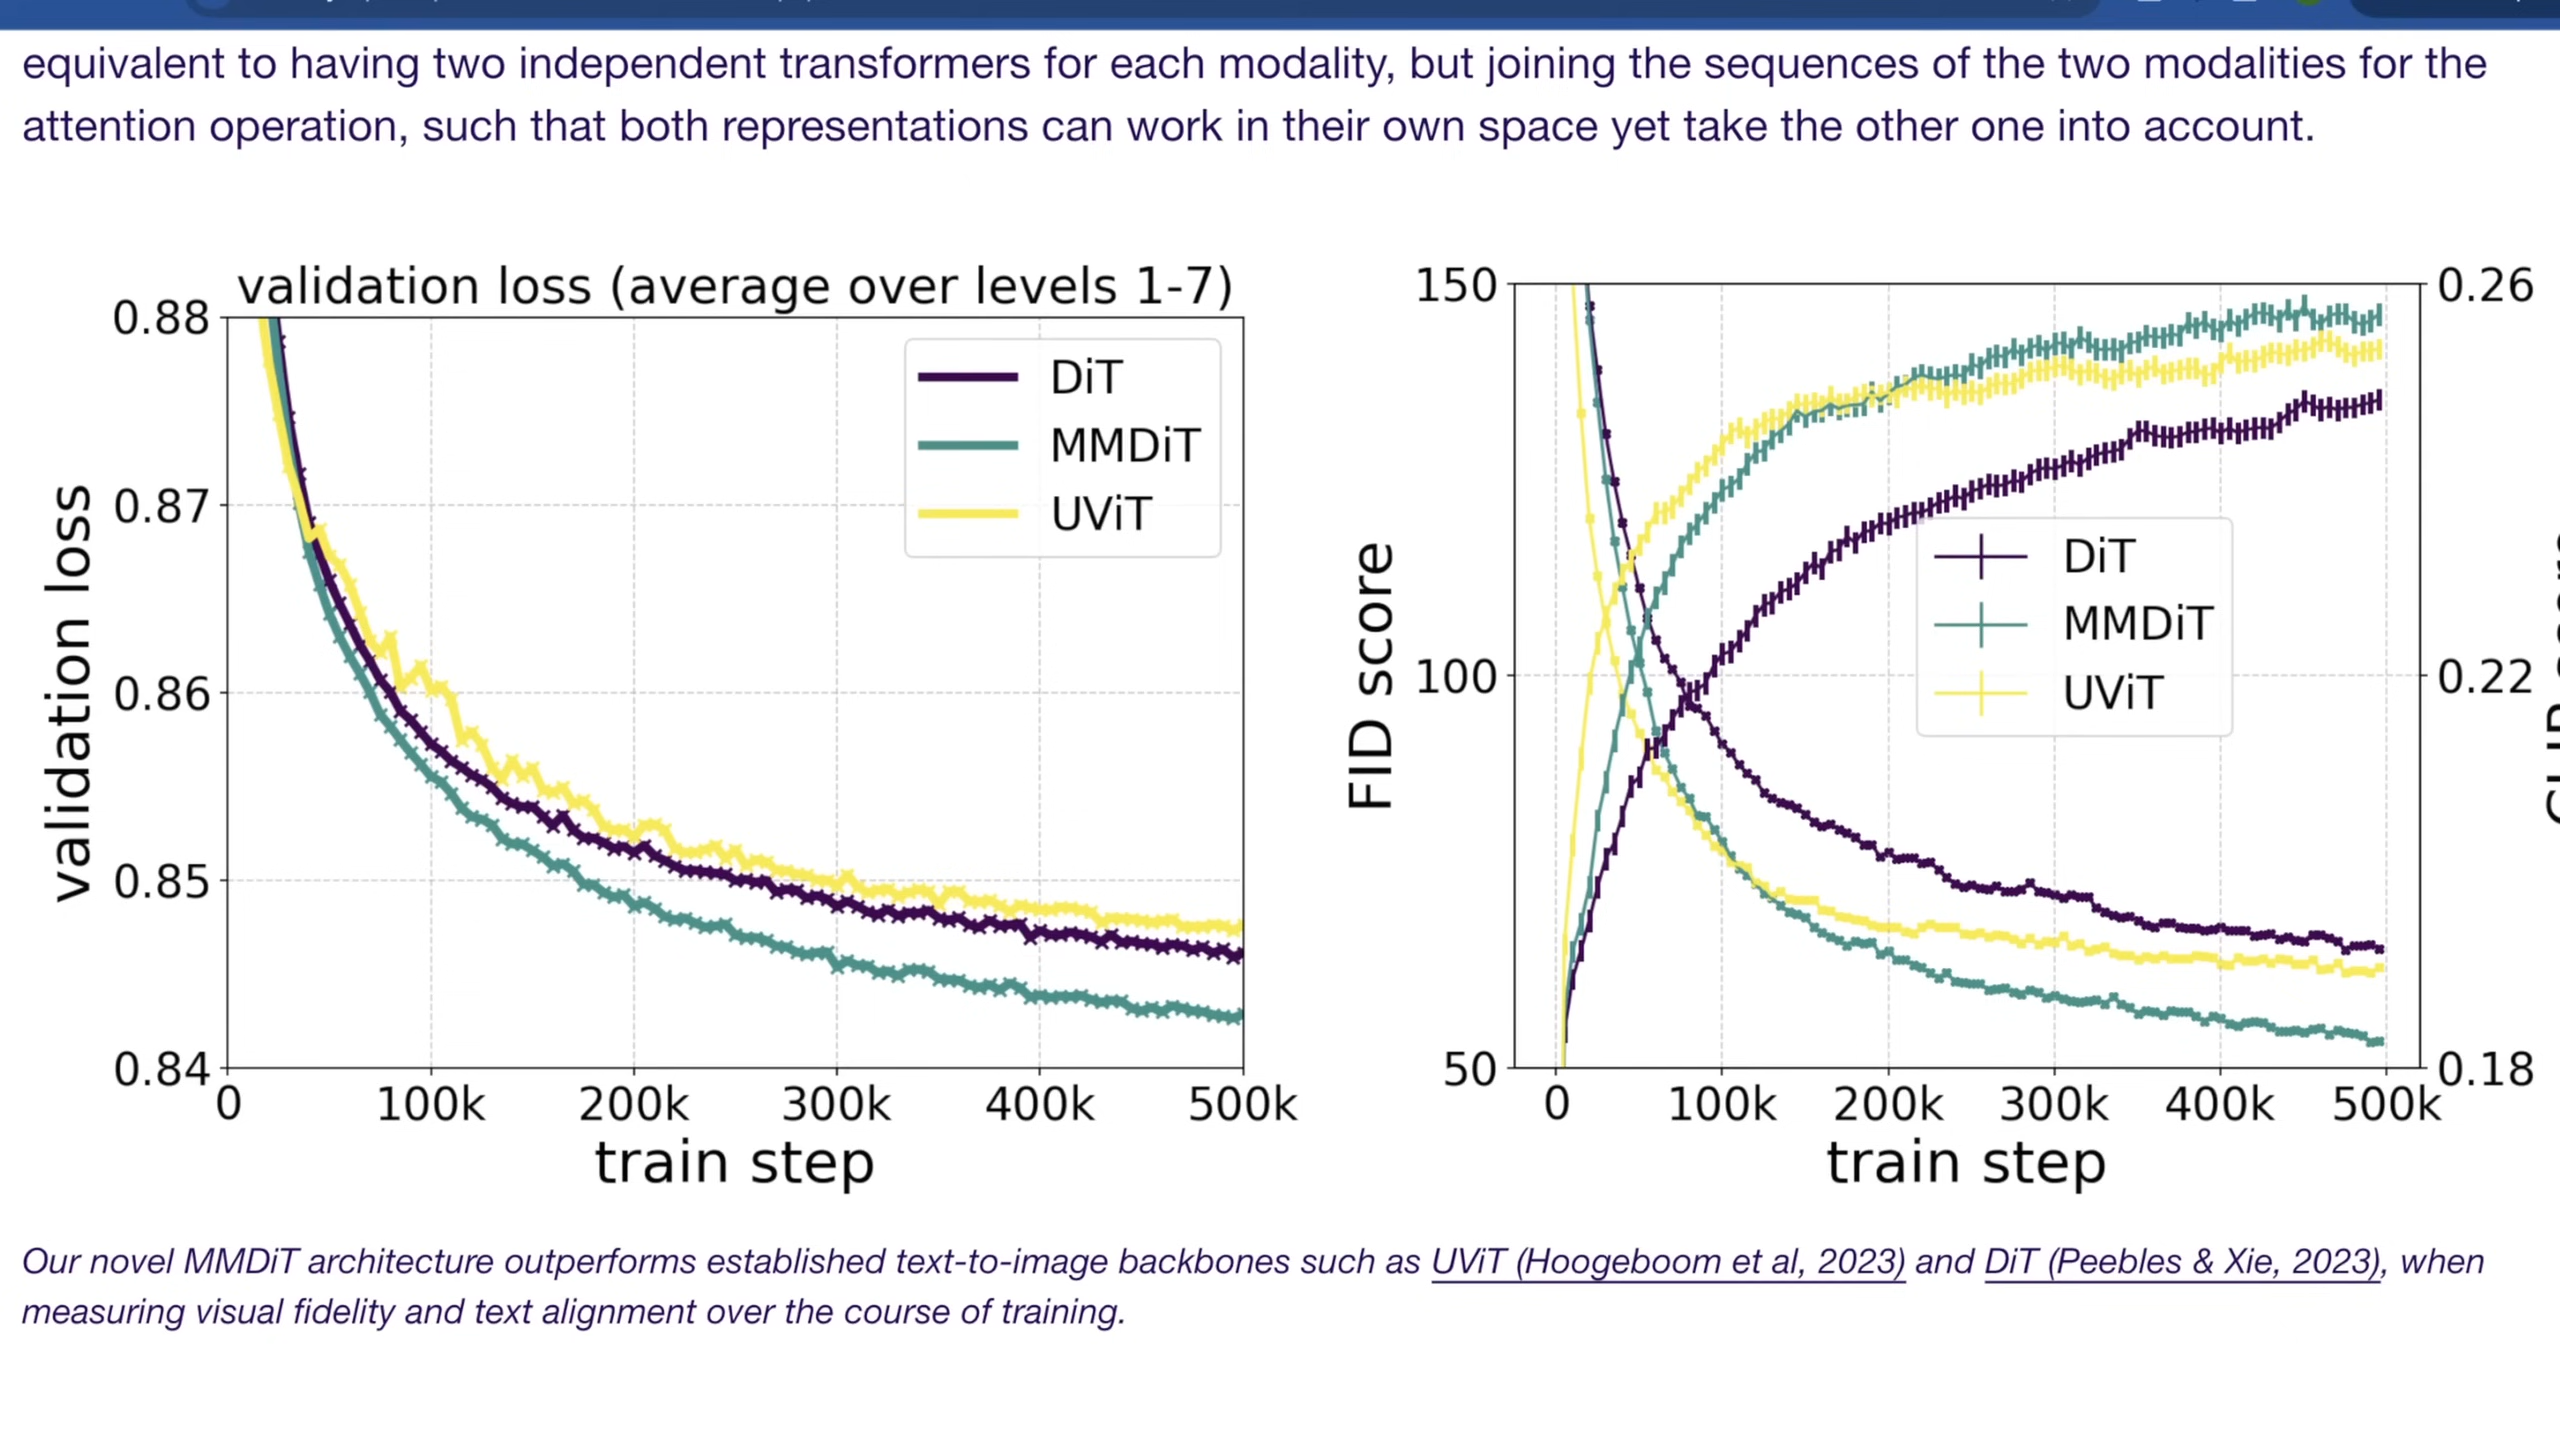 equivalent to having two independent transformers for each modality, but joining the sequences of the two modalities for the
attention operation, such that both representations can work in their own space yet take the other one into account.
validation loss (average over levels 1-7)
validation loss
0.88
0.87
0.86
0.85
0.84
0
100k
200k
300k
400k
500k
train step
DiT
MMDiT
UViT
FID score
150
100
50
0
100k
200k
300k
400k
500k
train step
DiT
MMDiT
UViT
0.26
0.22
0.18
Our novel MMDiT architecture outperforms established text-to-image backbones such as UViT (Hoogeboom et al, 2023) and DiT (Peebles & Xie, 2023), when
measuring visual fidelity and text alignment over the course of training.